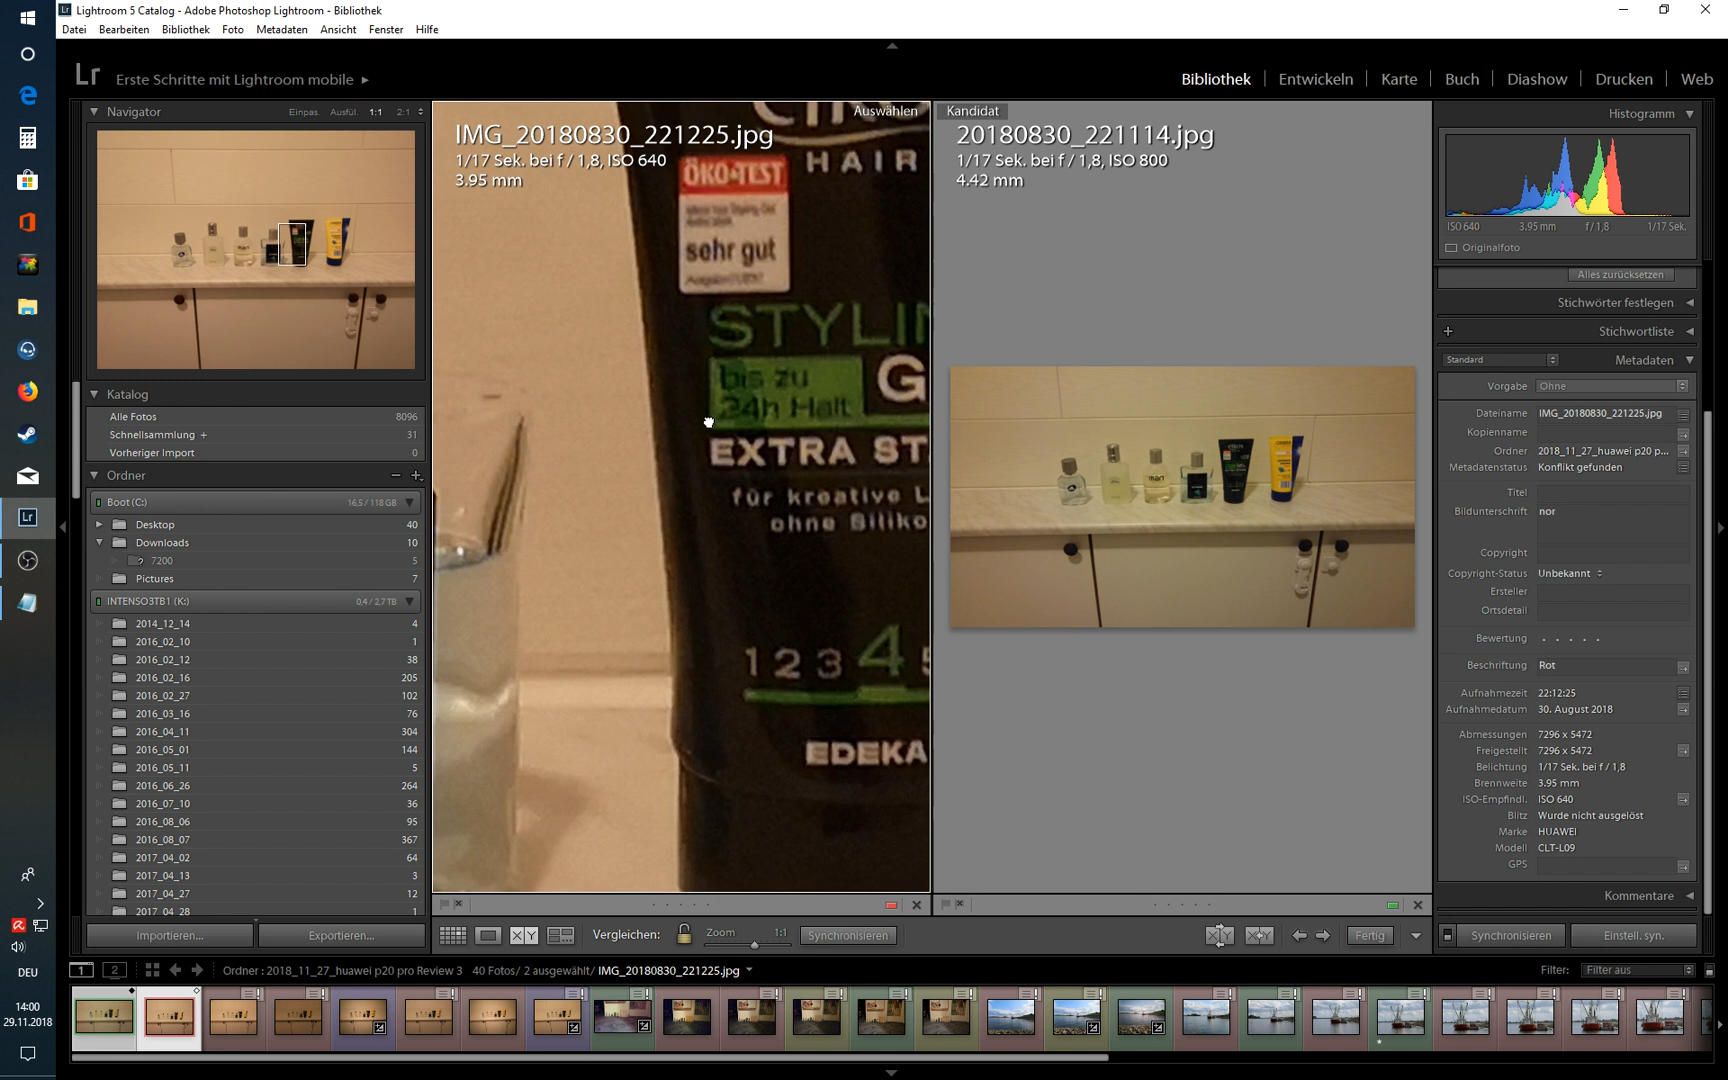 Lightroom 5 Catalog - Adobe Photoshop Lightroom - Bibliothek
Datei Bearbeiten Bibliothek Foto Metadaten Ansicht Fenster Hilfe
Lr Erste Schritte mit Lightroom mobile
Bibliothek Entwickeln Karte Buch Diashow Drucken Web
Navigator Einpas. Ausfül. 1:1 2:1
Katalog
Alle Fotos 8096
Schnellsammlung + 31
Vorheriger Import 0
Ordner
Boot (C:) 16,5 / 118 GB
Desktop 40
Downloads 10
7200 5
Pictures 7
INTENSO3TB1 (K:) 0,4 / 2,7 TB
2014_12_14 4
2016_02_10 1
2016_02_12 38
2016_02_16 205
2016_02_27 102
2016_03_16 76
2016_04_11 304
2016_05_01 144
2016_05_11 5
2016_06_26 264
2016_07_10 36
2016_08_06 95
2016_08_07 367
2017_04_02 64
2017_04_13 3
2017_04_27 12
2017_04_28 1
Importieren... Exportieren...
Auswählen
IMG_20180830_221225.jpg
1/17 Sek. bei f / 1,8, ISO 640
3.95 mm
HAIR
ÖKO-TEST
sehr gut
STYLIN
bis zu
24h Halt
G
EXTRA ST
für kreative L
ohne Siliko
1 2 3 4 5
EDEKA
Kandidat
20180830_221114.jpg
1/17 Sek. bei f / 1,8, ISO 800
4.42 mm
Vergleichen: Zoom 1:1 Synchronisieren
Fertig
Histogramm
ISO 640 3.95 mm f / 1,8 1/17 Sek.
Originalfoto
Alles zurücksetzen
Stichwörter festlegen
Stichwortliste
Standard Metadaten
Vorgabe Ohne
Dateiname IMG_20180830_221225.jpg
Kopienname
Ordner 2018_11_27_huawei p20 p...
Metadatenstatus Konflikt gefunden
Titel
Bildunterschrift nor
Copyright
Copyright-Status Unbekannt
Ersteller
Ortsdetail
Bewertung
Beschriftung Rot
Aufnahmezeit 22:12:25
Aufnahmedatum 30. August 2018
Abmessungen 7296 x 5472
Freigestellt 7296 x 5472
Belichtung 1/17 Sek. bei f / 1,8
Brennweite 3.95 mm
ISO-Empfindl. ISO 640
Blitz Wurde nicht ausgelöst
Marke HUAWEI
Modell CLT-L09
GPS
Kommentare
Synchronisieren Einstell. syn.
1 2 Ordner : 2018_11_27_huawei p20 pro Review 3 40 Fotos/ 2 ausgewählt/ IMG_20180830_221225.jpg
Filter: Filter aus
Lr
DEU
14:00
29.11.2018